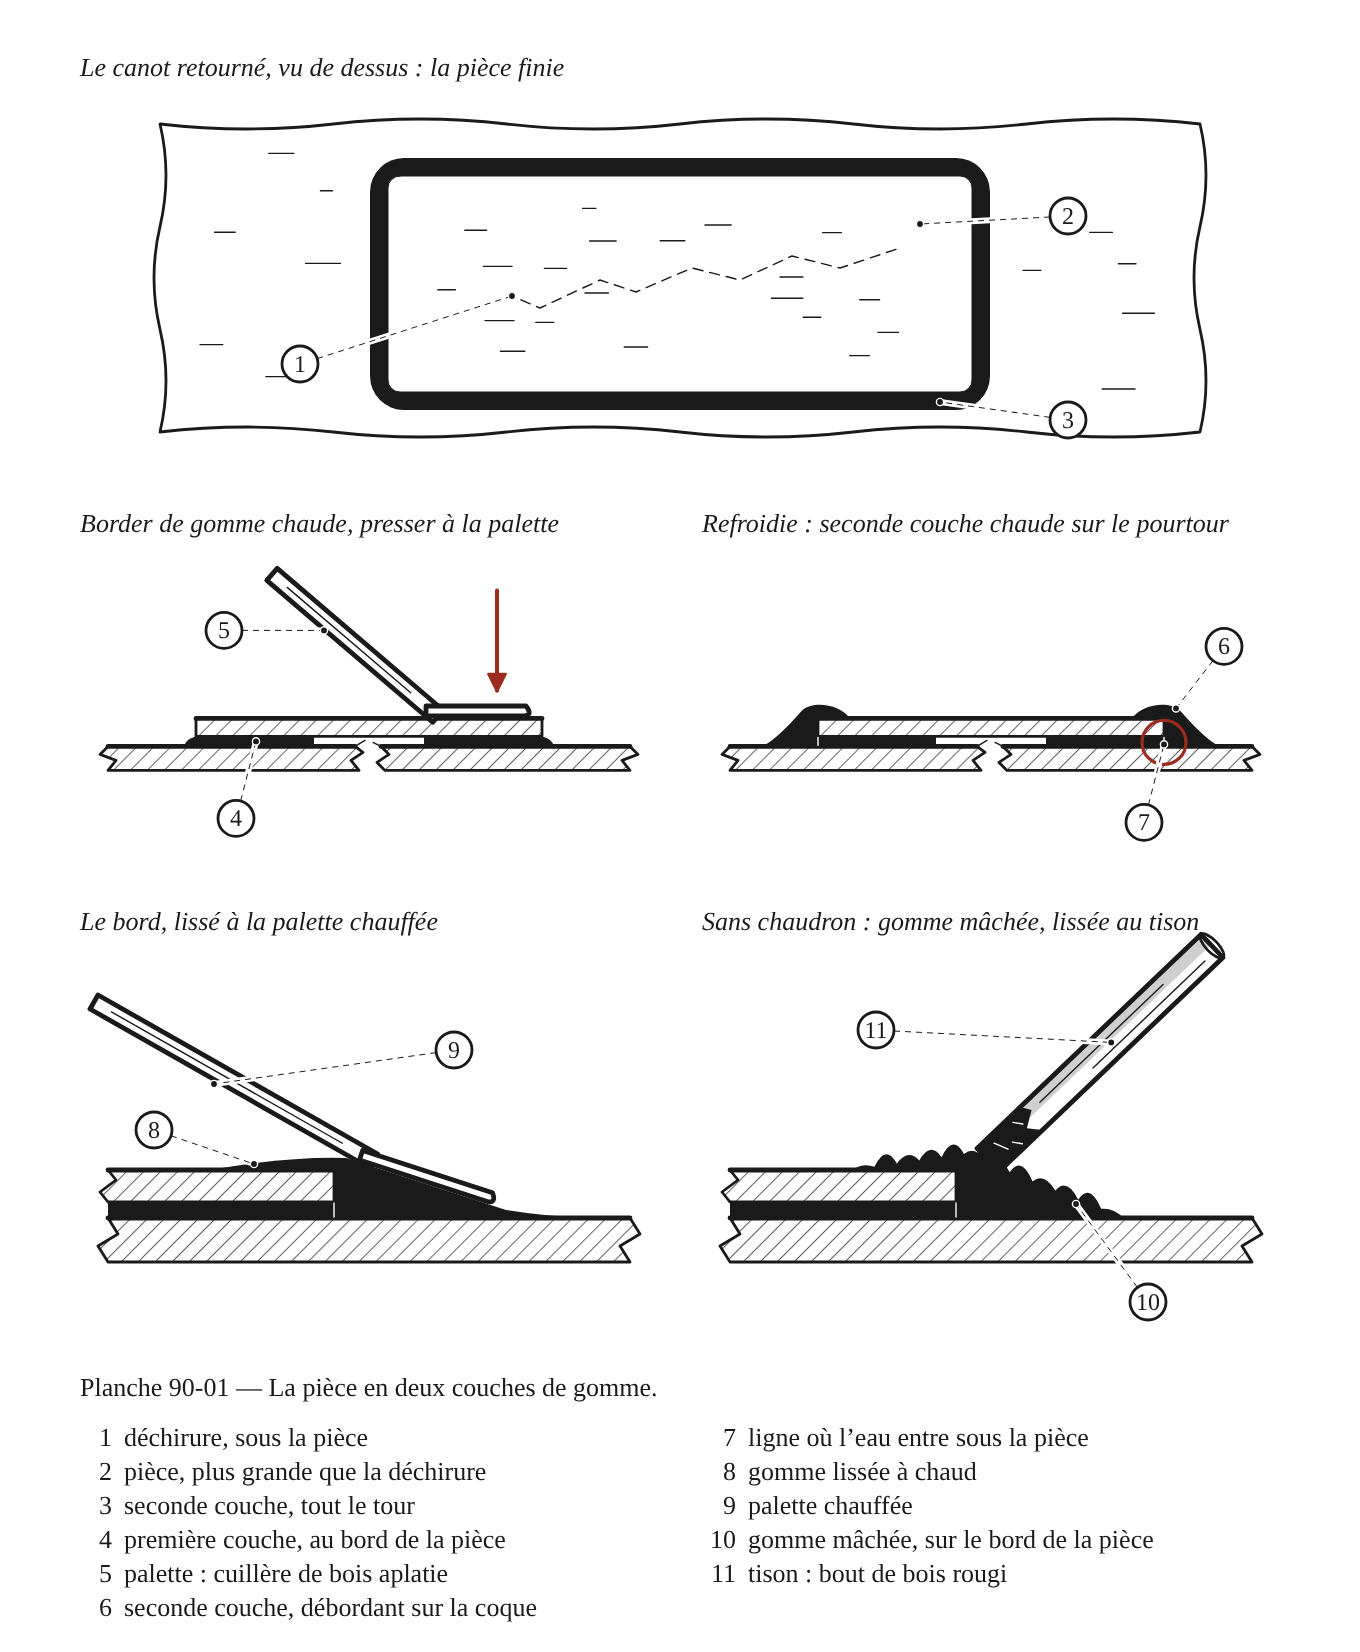 Le canot retourné, vu de dessus : la pièce finie
2
1
3
Border de gomme chaude, presser à la palette
Refroidie : seconde couche chaude sur le pourtour
5
6
4
7
Le bord, lissé à la palette chauffée
Sans chaudron : gomme mâchée, lissée au tison
11
9
8
10
Planche 90-01 — La pièce en deux couches de gomme.
1 déchirure, sous la pièce
2 pièce, plus grande que la déchirure
3 seconde couche, tout le tour
4 première couche, au bord de la pièce
5 palette : cuillère de bois aplatie
6 seconde couche, débordant sur la coque
7 ligne où l’eau entre sous la pièce
8 gomme lissée à chaud
9 palette chauffée
10 gomme mâchée, sur le bord de la pièce
11 tison : bout de bois rougi